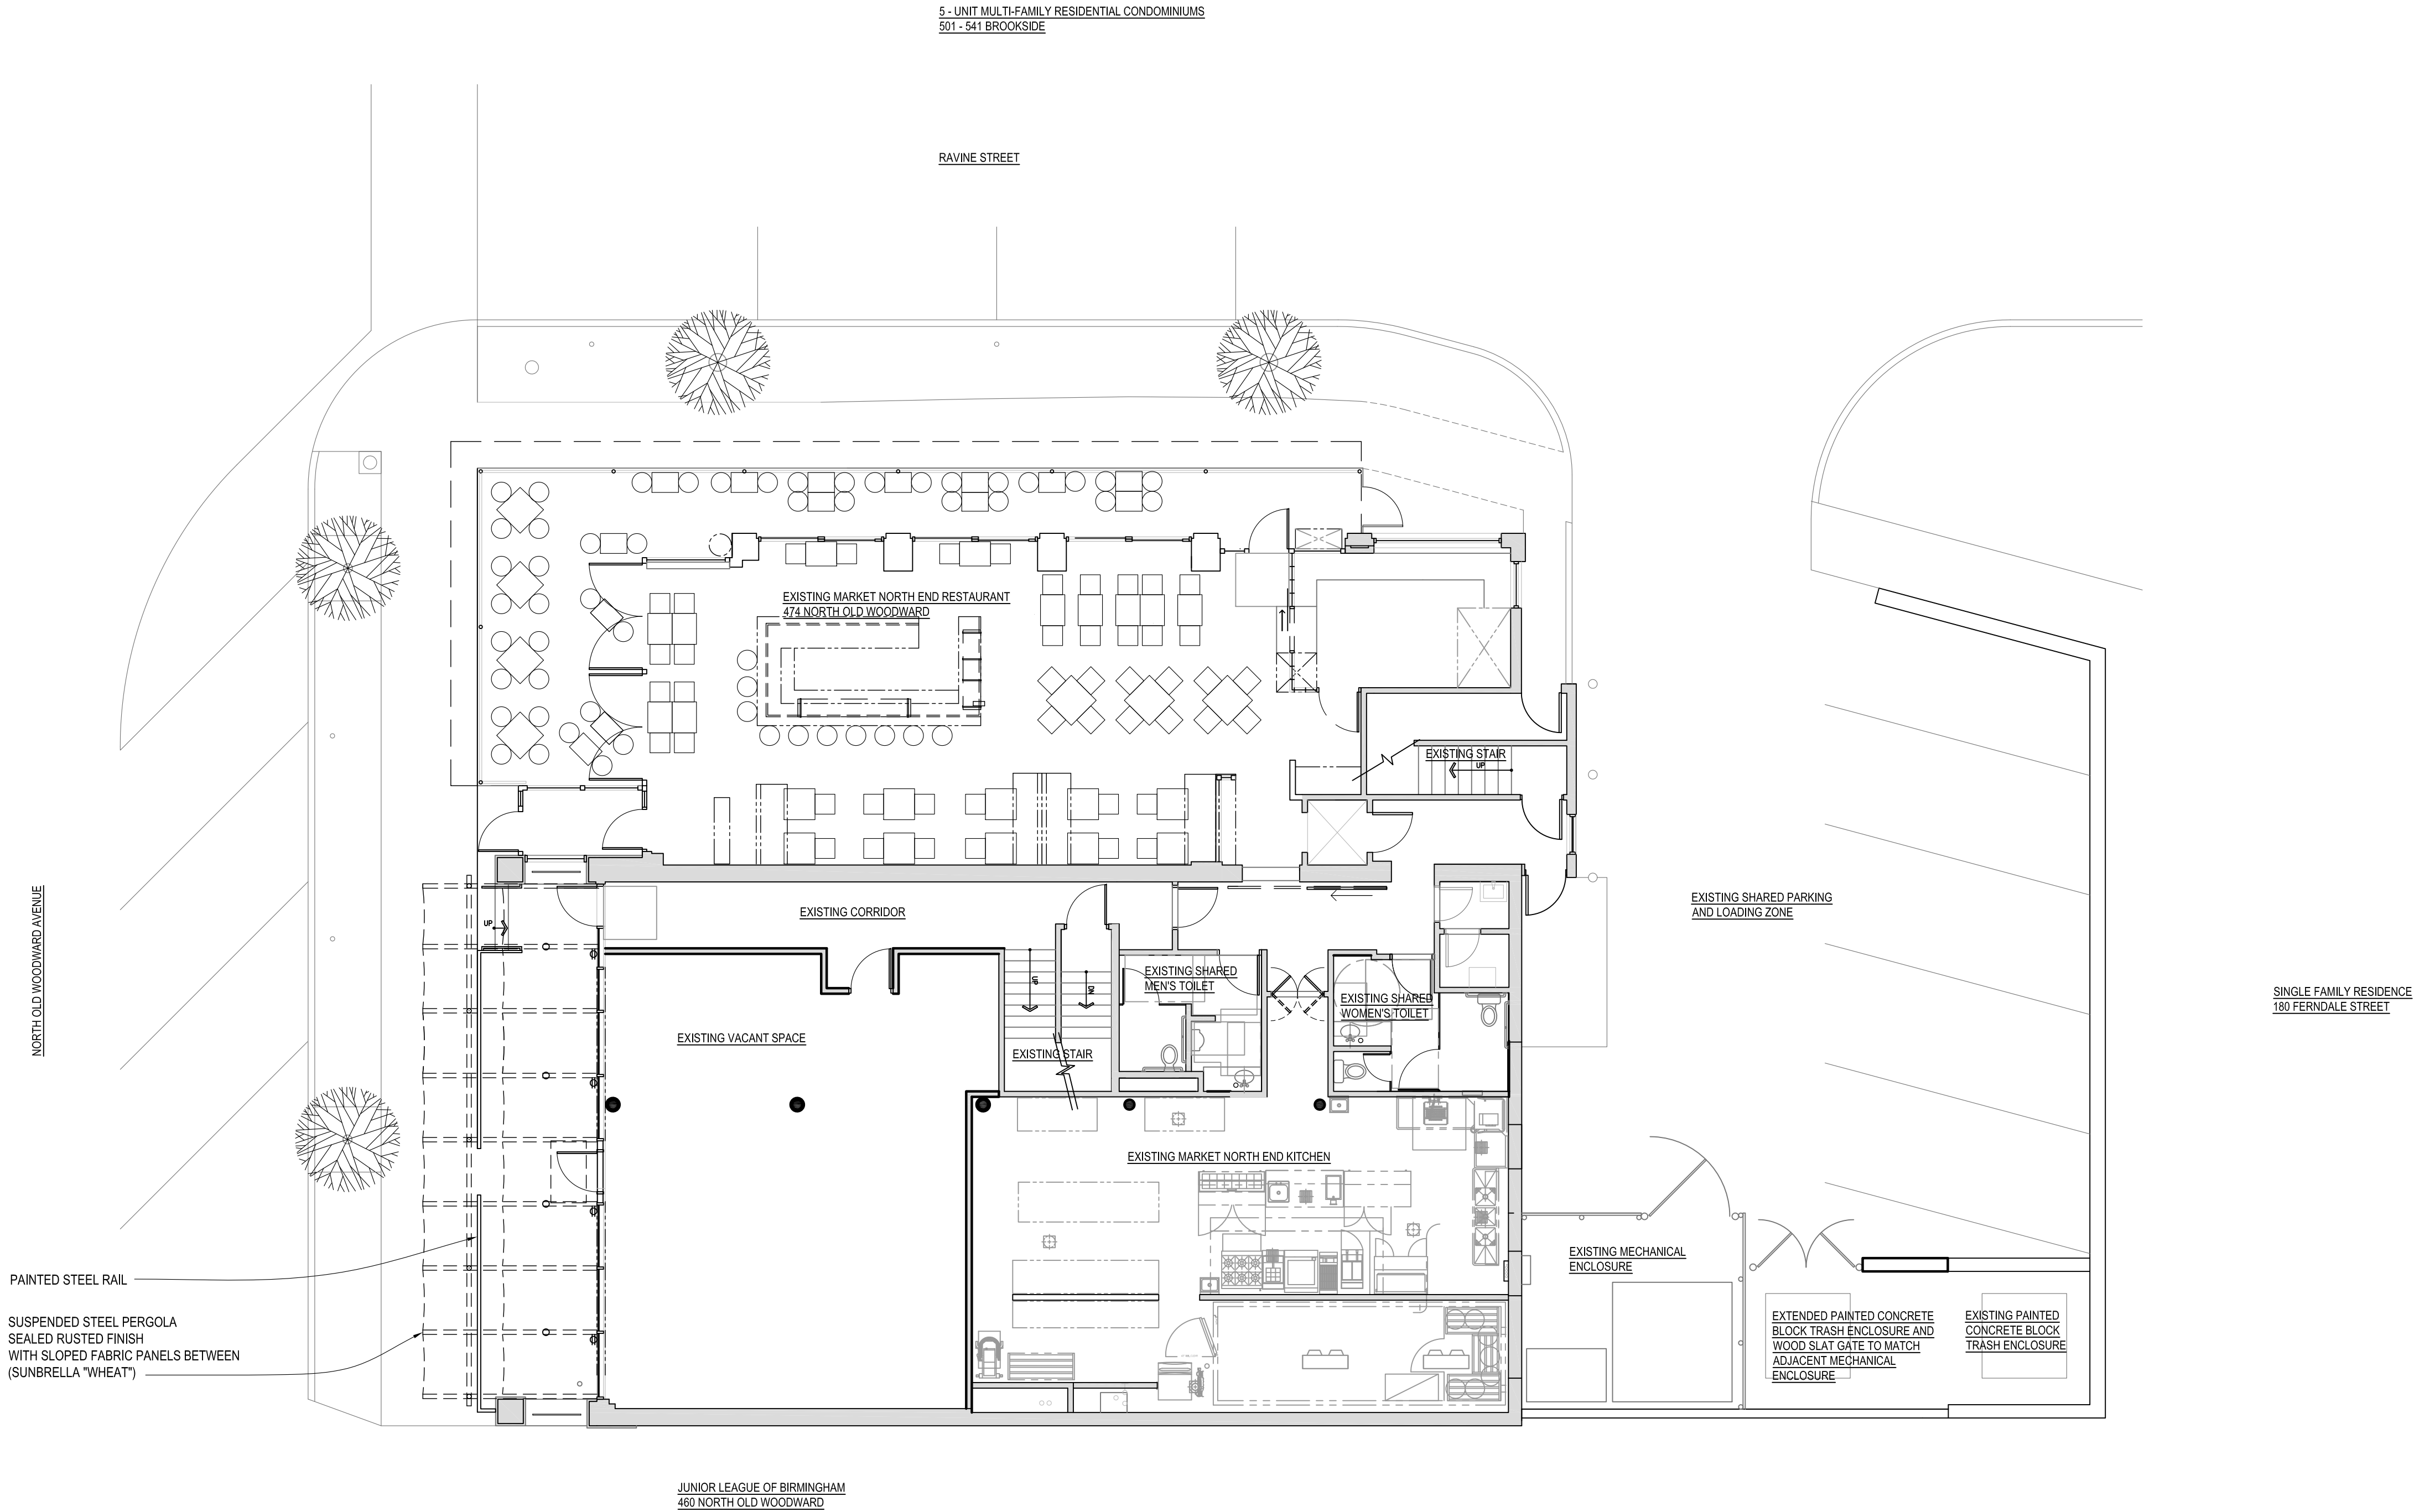 5 - UNIT MULTI-FAMILY RESIDENTIAL CONDOMINIUMS
501 - 541 BROOKSIDE
RAVINE STREET
EXISTING MARKET NORTH END RESTAURANT
474 NORTH OLD WOODWARD
EXISTING STAIR
UP
NORTH OLD WOODWARD AVENUE
EXISTING CORRIDOR
UP
EXISTING SHARED PARKING
AND LOADING ZONE
EXISTING SHARED
MEN'S TOILET
UP
DN
EXISTING SHARED
WOMEN'S TOILET
SINGLE FAMILY RESIDENCE
180 FERNDALE STREET
EXISTING VACANT SPACE
EXISTING STAIR
EXISTING MARKET NORTH END KITCHEN
EXISTING MECHANICAL
ENCLOSURE
PAINTED STEEL RAIL
SUSPENDED STEEL PERGOLA
SEALED RUSTED FINISH
WITH SLOPED FABRIC PANELS BETWEEN
(SUNBRELLA "WHEAT")
EXTENDED PAINTED CONCRETE
BLOCK TRASH ENCLOSURE AND
WOOD SLAT GATE TO MATCH
ADJACENT MECHANICAL
ENCLOSURE
EXISTING PAINTED
CONCRETE BLOCK
TRASH ENCLOSURE
JUNIOR LEAGUE OF BIRMINGHAM
460 NORTH OLD WOODWARD